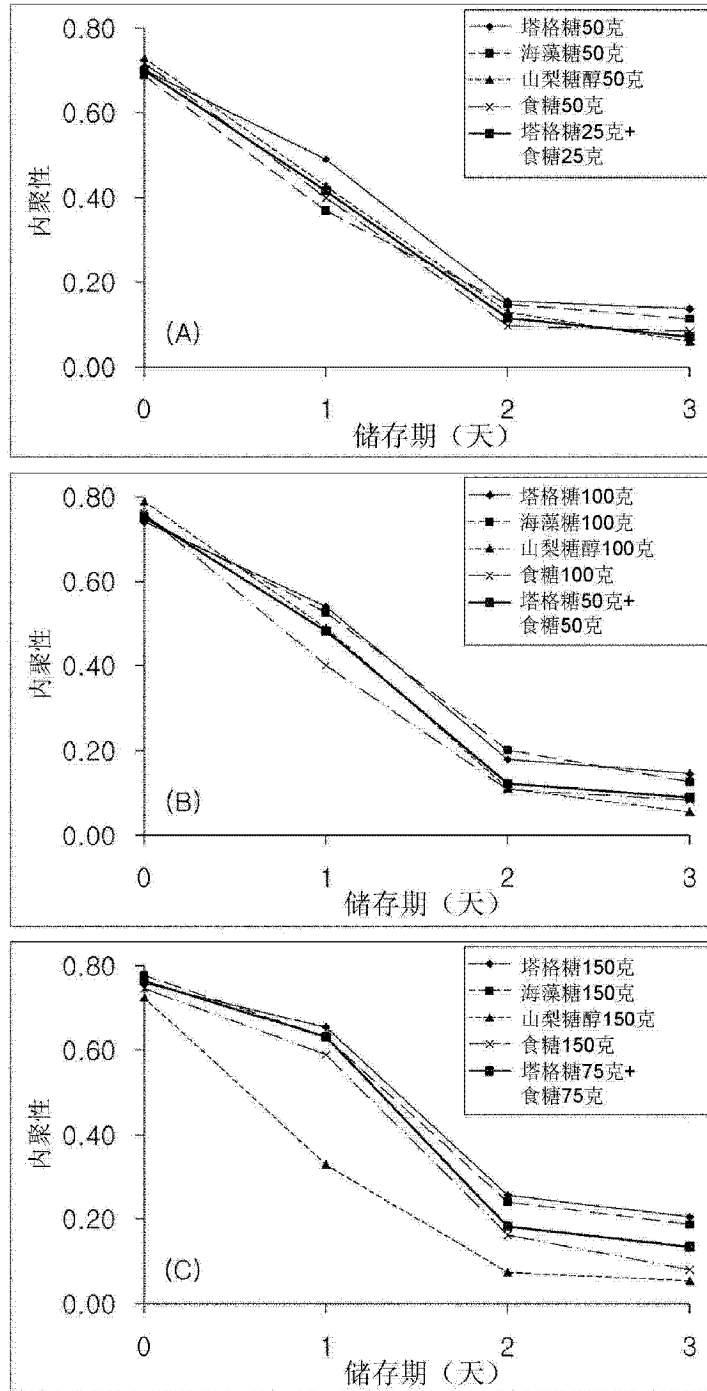 0.80
0.60
0.40
0.20
0.00
内聚性
(A)
0 1 2 3
储存期（天）
塔格糖50克
海藻糖50克
山梨糖醇50克
食糖50克
塔格糖25克+
食糖25克
0.80
0.60
0.40
0.20
0.00
内聚性
(B)
0 1 2 3
储存期（天）
塔格糖100克
海藻糖100克
山梨糖醇100克
食糖100克
塔格糖50克+
食糖50克
0.80
0.60
0.40
0.20
0.00
内聚性
(C)
0 1 2 3
储存期（天）
塔格糖150克
海藻糖150克
山梨糖醇150克
食糖150克
塔格糖75克+
食糖75克